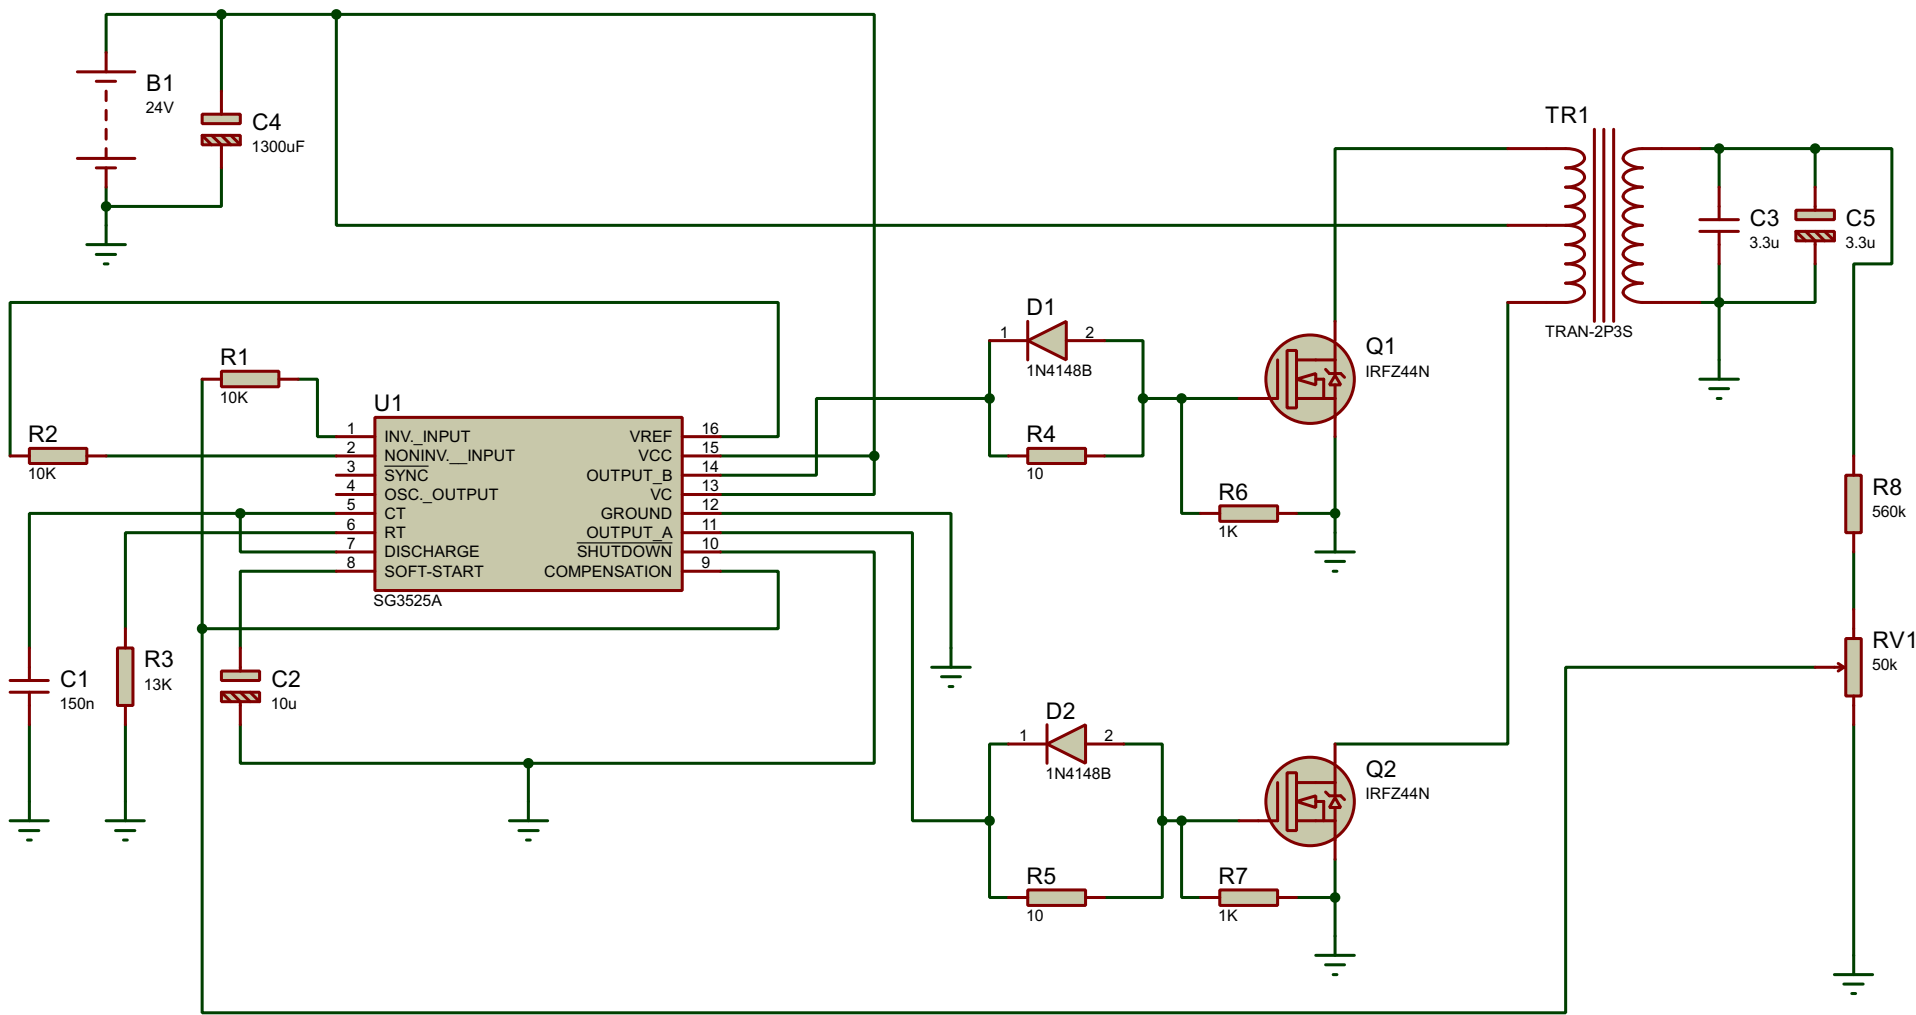 B1
24V
C4
1300uF
TR1
TRAN-2P3S
C3
3.3u
C5
3.3u
D1
1 2
1N4148B
Q1
IRFZ44N
R1
10K
R2
10K
U1
1 INV._INPUT VREF 16
2 NONINV.__INPUT VCC 15
3 SYNC OUTPUT_B 14
4 OSC._OUTPUT VC 13
5 CT GROUND 12
6 RT OUTPUT_A 11
7 DISCHARGE SHUTDOWN 10
8 SOFT-START COMPENSATION 9
SG3525A
R4
10
R6
1K
R8
560k
RV1
50k
C1
150n
R3
13K
C2
10u
D2
1 2
1N4148B
Q2
IRFZ44N
R5
10
R7
1K